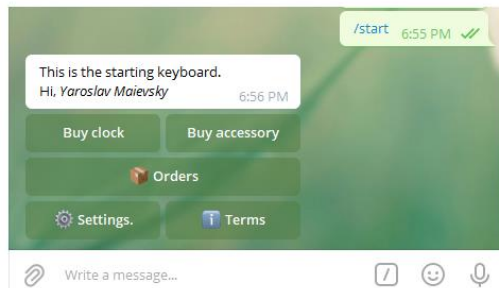 /start 6:55 PM
This is the starting keyboard.
Hi, Yaroslav Maievsky 6:56 PM
Buy clock Buy accessory
Orders
Settings. Terms
Write a message...